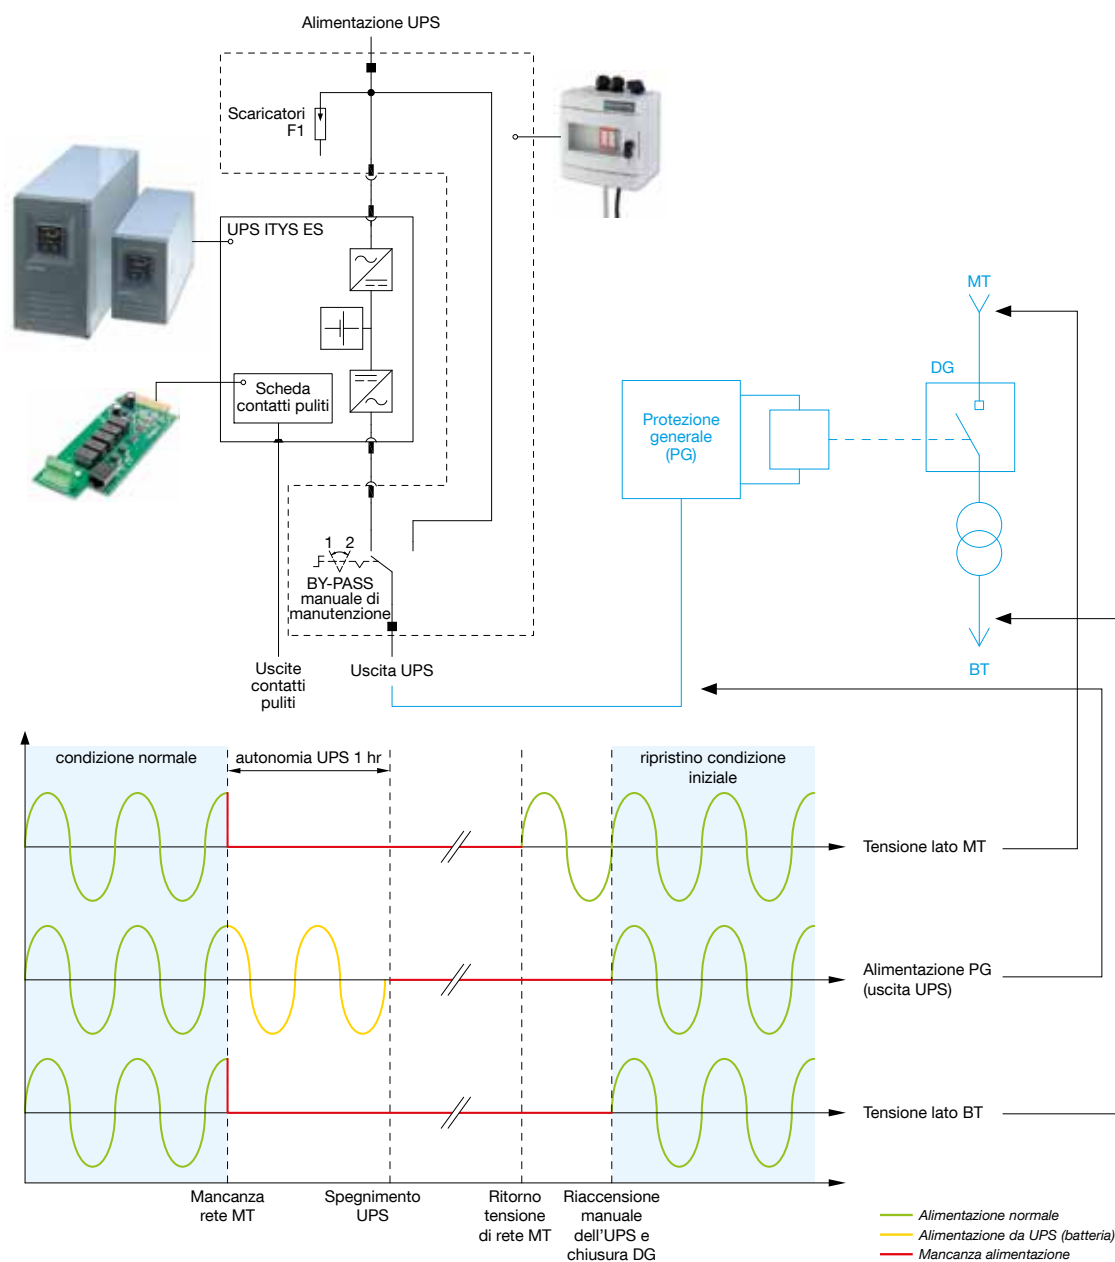 Alimentazione UPS
Scaricatori
F1
UPS ITYS ES
Scheda
contatti puliti
1 2
BY-PASS
manuale di
manutenzione
Uscite
contatti
puliti
Uscita UPS
MT
DG
Protezione
generale
(PG)
BT
condizione normale
autonomia UPS 1 hr
ripristino condizione
iniziale
Tensione lato MT
Alimentazione PG
(uscita UPS)
Tensione lato BT
Mancanza
rete MT
Spegnimento
UPS
Ritorno
tensione
di rete MT
Riaccensione
manuale
dell'UPS e
chiusura DG
Alimentazione normale
Alimentazione da UPS (batteria)
Mancanza alimentazione